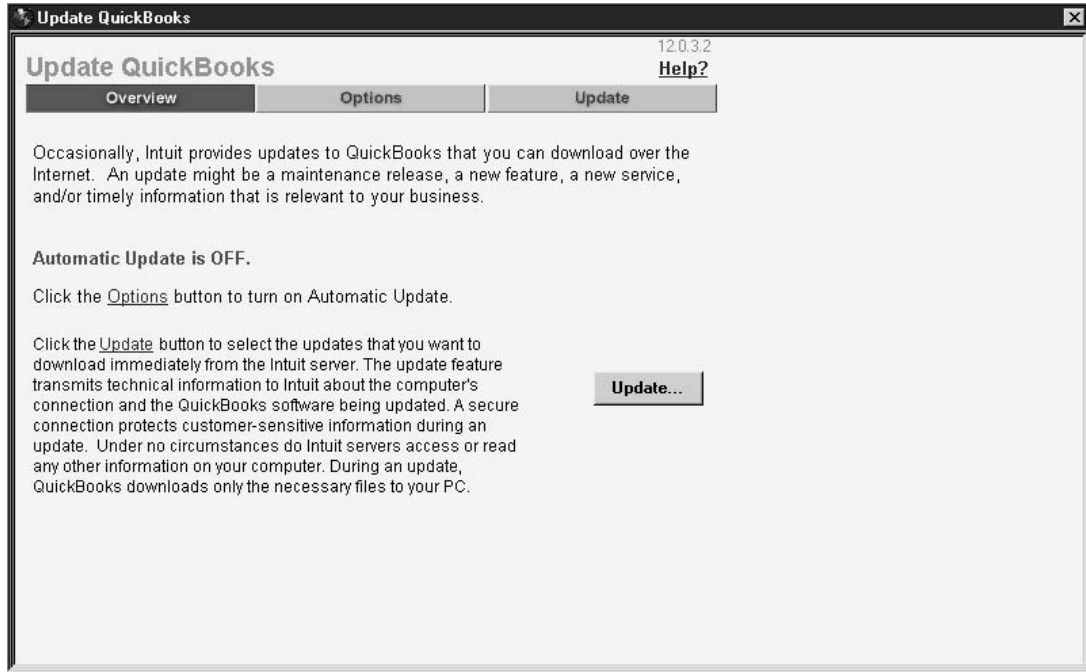 Update QuickBooks
12.0.3.2
Update QuickBooks
Help?
Overview
Options
Update
Occasionally, Intuit provides updates to QuickBooks that you can download over the
Internet. An update might be a maintenance release, a new feature, a new service,
and/or timely information that is relevant to your business.
Automatic Update is OFF.
Click the Options button to turn on Automatic Update.
Click the Update button to select the updates that you want to
download immediately from the Intuit server. The update feature
transmits technical information to Intuit about the computer's
connection and the QuickBooks software being updated. A secure
connection protects customer-sensitive information during an
update. Under no circumstances do Intuit servers access or read
any other information on your computer. During an update,
QuickBooks downloads only the necessary files to your PC.
Update...